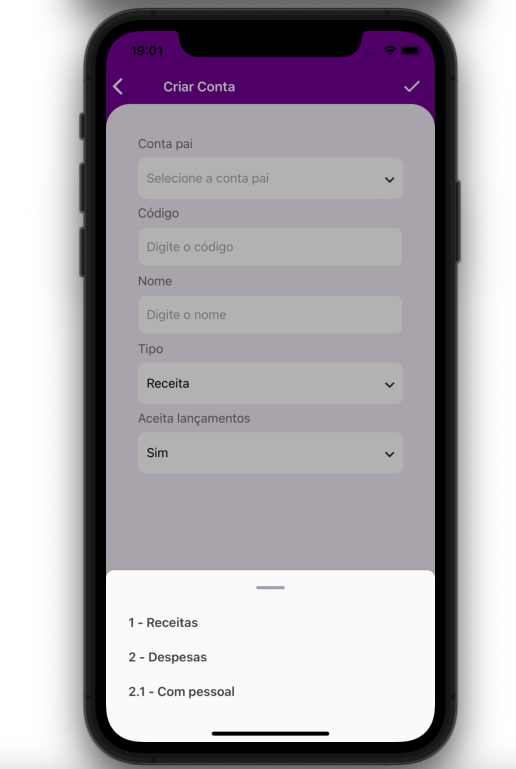 19:01
Criar Conta
Conta pai
Selecione a conta pai
Código
Digite o código
Nome
Digite o nome
Tipo
Receita
Aceita lançamentos
Sim
1 - Receitas
2 - Despesas
2.1 - Com pessoal